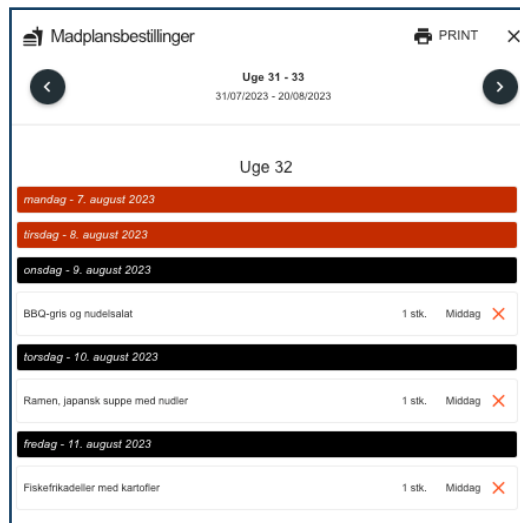 Madplansbestillinger PRINT
Uge 31 - 33
31/07/2023 - 20/08/2023
Uge 32
mandag - 7. august 2023
tirsdag - 8. august 2023
onsdag - 9. august 2023
BBQ-gris og nudelsalat 1 stk. Middag
torsdag - 10. august 2023
Ramen, japansk suppe med nudler 1 stk. Middag
fredag - 11. august 2023
Fiskefrikadeller med kartofler 1 stk. Middag